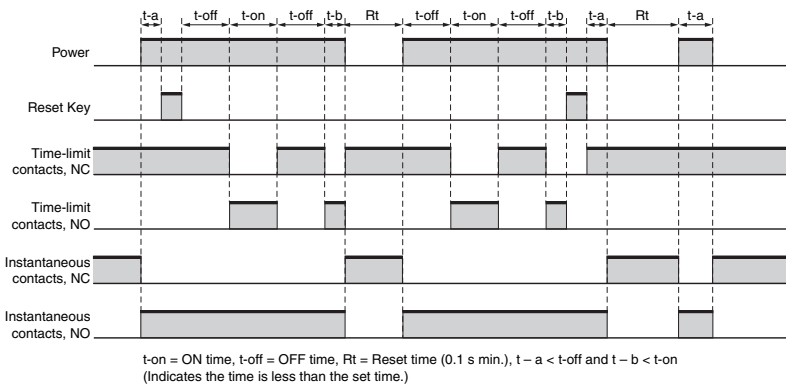 t-a t-off t-on t-off t-b Rt t-off t-on t-off t-b t-a Rt t-a
Power
Reset Key
Time-limit
contacts, NC
Time-limit
contacts, NO
Instantaneous
contacts, NC
Instantaneous
contacts, NO
t-on = ON time, t-off = OFF time, Rt = Reset time (0.1 s min.), t – a < t-off and t – b < t-on
(Indicates the time is less than the set time.)